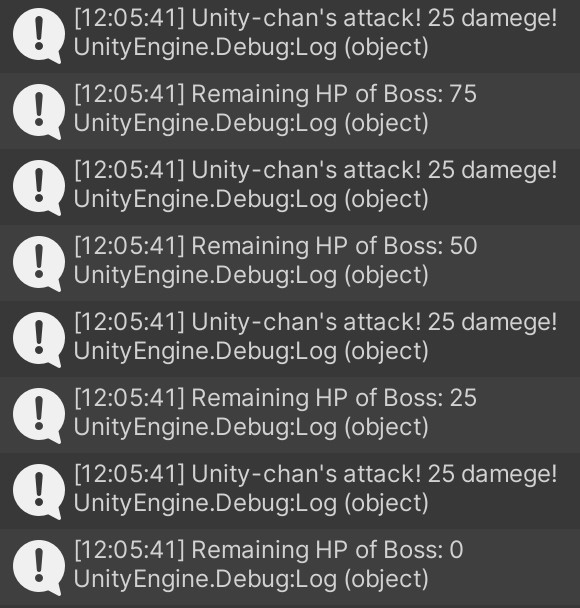 [12:05:41] Unity-chan's attack! 25 damege!
UnityEngine.Debug:Log (object)
[12:05:41] Remaining HP of Boss: 75
UnityEngine.Debug:Log (object)
[12:05:41] Unity-chan's attack! 25 damege!
UnityEngine.Debug:Log (object)
[12:05:41] Remaining HP of Boss: 50
UnityEngine.Debug:Log (object)
[12:05:41] Unity-chan's attack! 25 damege!
UnityEngine.Debug:Log (object)
[12:05:41] Remaining HP of Boss: 25
UnityEngine.Debug:Log (object)
[12:05:41] Unity-chan's attack! 25 damege!
UnityEngine.Debug:Log (object)
[12:05:41] Remaining HP of Boss: 0
UnityEngine.Debug:Log (object)